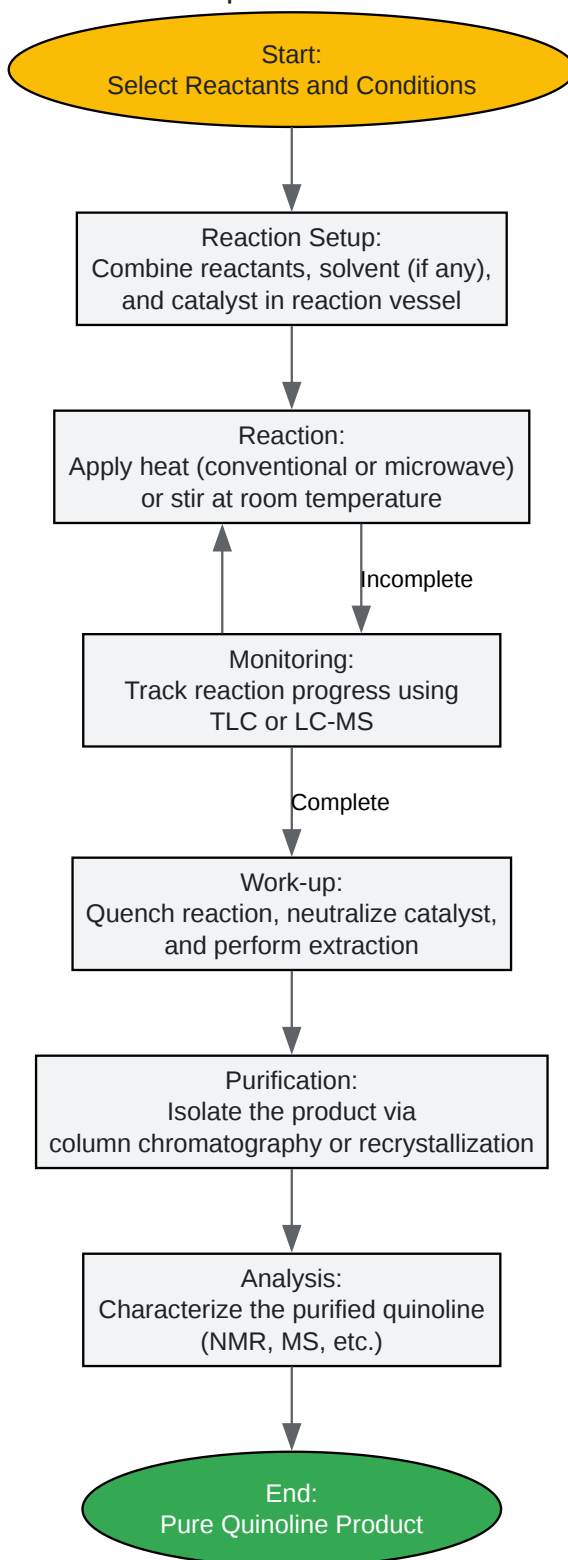 Start:
Select Reactants and Conditions
Reaction Setup:
Combine reactants, solvent (if any),
and catalyst in reaction vessel
Reaction:
Apply heat (conventional or microwave)
or stir at room temperature
Incomplete
Monitoring:
Track reaction progress using
TLC or LC-MS
Complete
Work-up:
Quench reaction, neutralize catalyst,
and perform extraction
Purification:
Isolate the product via
column chromatography or recrystallization
Analysis:
Characterize the purified quinoline
(NMR, MS, etc.)
End:
Pure Quinoline Product